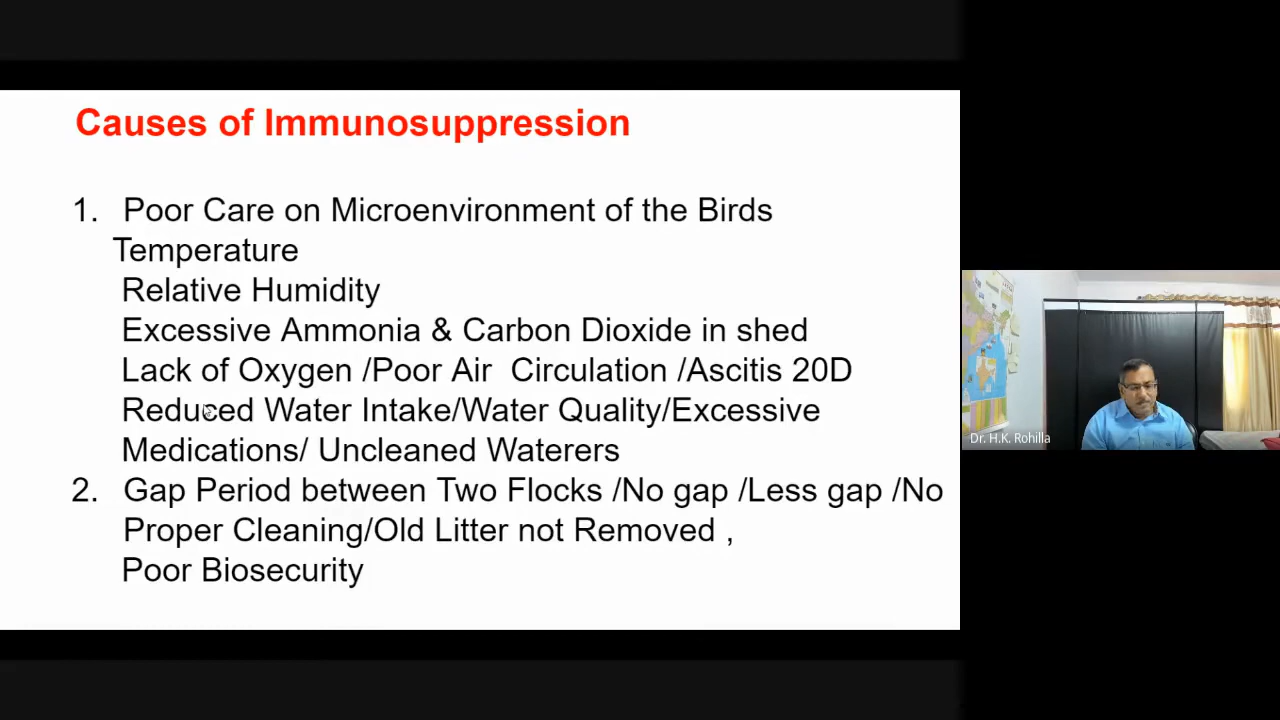 Causes of Immunosuppression
1. Poor Care on Microenvironment of the Birds
Temperature
Relative Humidity
Excessive Ammonia & Carbon Dioxide in shed
Lack of Oxygen /Poor Air Circulation /Ascitis 20D
Reduced Water Intake/Water Quality/Excessive
Medications/ Uncleaned Waterers
2. Gap Period between Two Flocks /No gap /Less gap /No
Proper Cleaning/Old Litter not Removed ,
Poor Biosecurity
Dr. H.K. Rohilla